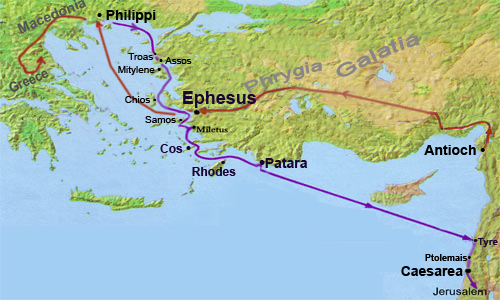 Macedonia
Philippi
Greece
Troas
Assos
Mitylene
Phrygia
Galatia
Chios
Ephesus
Samos
Miletus
Cos
Antioch
Patara
Rhodes
Tyre
Ptolemais
Caesarea
Jerusalem